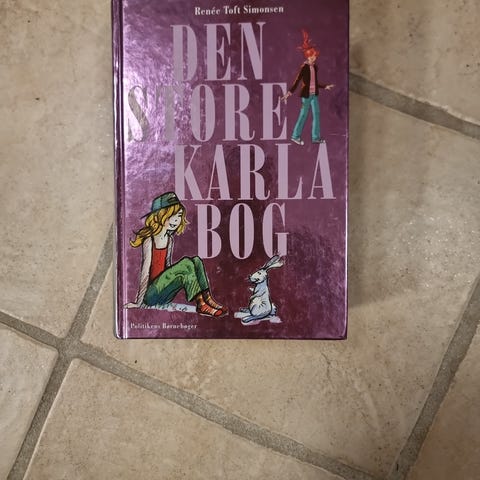 Renée Toft Simonsen
DEN
STORE
KARLA
BOG
Politikens Børnebøger